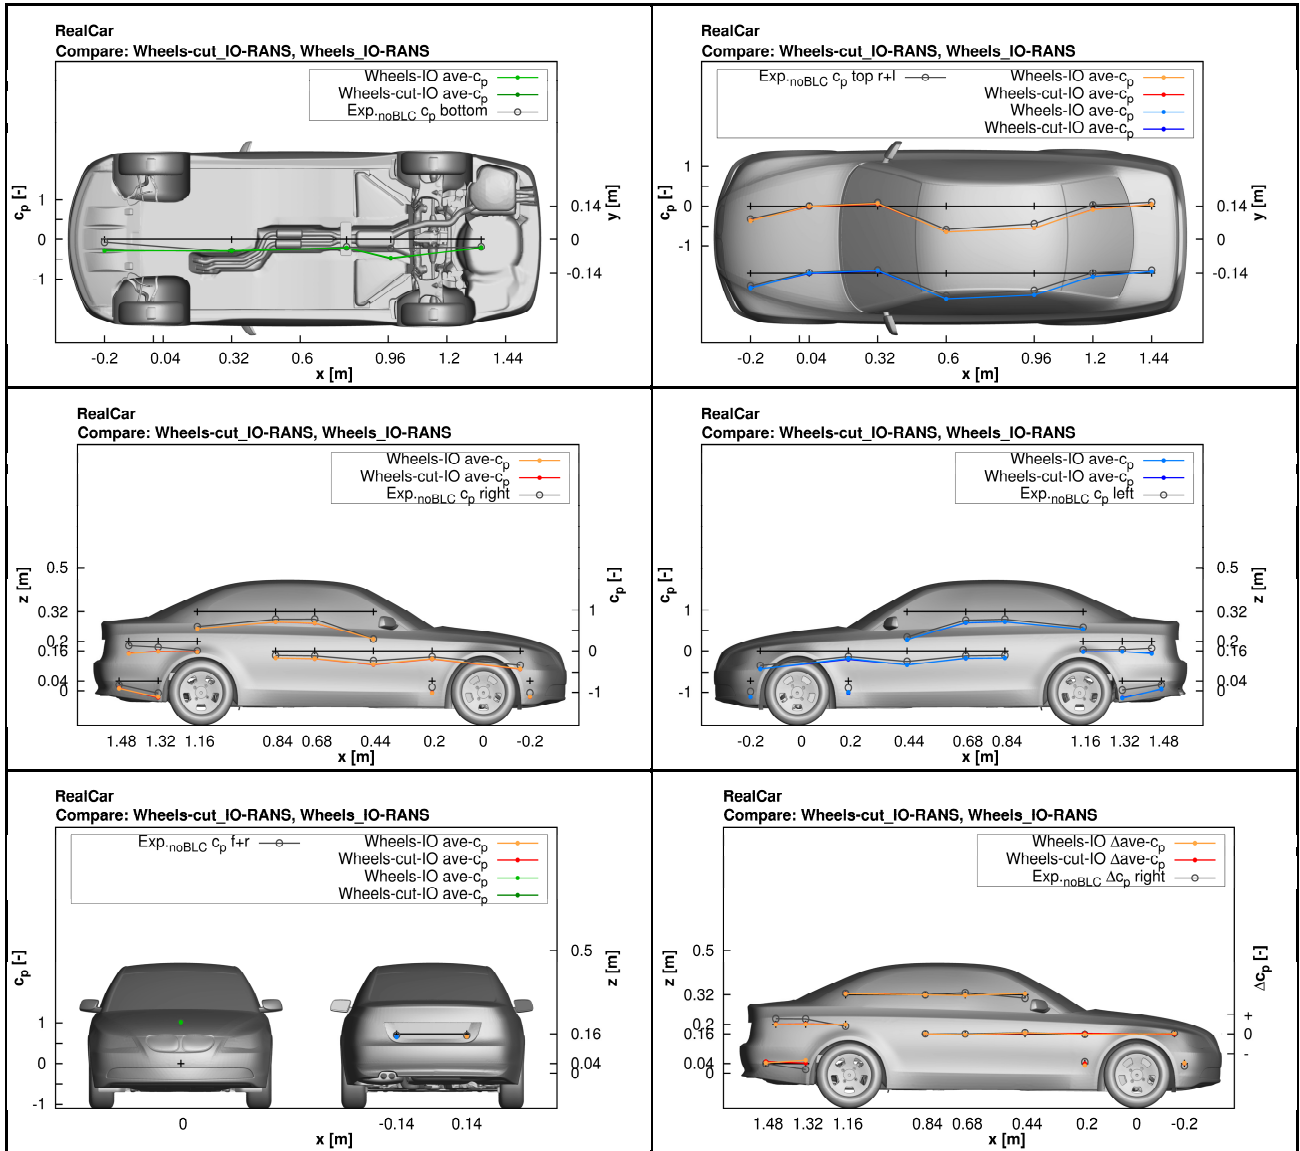 RealCar
Compare: Wheels-cut_IO-RANS, Wheels_IO-RANS
Wheels-IO ave-cp
Wheels-cut-IO ave-cp
Exp.noBLC cp bottom
cp [-]
1
0
-1
y [m]
0.14
0
-0.14
-0.2 0.04 0.32 0.6 0.96 1.2 1.44
x [m]
RealCar
Compare: Wheels-cut_IO-RANS, Wheels_IO-RANS
Exp.noBLC cp top r+l
Wheels-IO ave-cp
Wheels-cut-IO ave-cp
Wheels-IO ave-cp
Wheels-cut-IO ave-cp
cp [-]
1
0
-1
y [m]
0.14
0
-0.14
-0.2 0.04 0.32 0.6 0.96 1.2 1.44
x [m]
RealCar
Compare: Wheels-cut_IO-RANS, Wheels_IO-RANS
Wheels-IO ave-cp
Wheels-cut-IO ave-cp
Exp.noBLC cp right
z [m]
0.5
0.32
0.2
0.16
0.04
0
cp [-]
1
0
-1
1.48 1.32 1.16 0.84 0.68 0.44 0.2 0 -0.2
x [m]
RealCar
Compare: Wheels-cut_IO-RANS, Wheels_IO-RANS
Wheels-IO ave-cp
Wheels-cut-IO ave-cp
Exp.noBLC cp left
cp [-]
1
0
-1
z [m]
0.5
0.32
0.2
0.16
0.04
0
-0.2 0 0.2 0.44 0.68 0.84 1.16 1.32 1.48
x [m]
RealCar
Compare: Wheels-cut_IO-RANS, Wheels_IO-RANS
Exp.noBLC cp f+r
Wheels-IO ave-cp
Wheels-cut-IO ave-cp
Wheels-IO ave-cp
Wheels-cut-IO ave-cp
cp [-]
1
0
-1
z [m]
0.5
0.16
0.04
0
0 -0.14 0.14
x [m]
RealCar
Compare: Wheels-cut_IO-RANS, Wheels_IO-RANS
Wheels-IO Δave-cp
Wheels-cut-IO Δave-cp
Exp.noBLC Δcp right
z [m]
0.5
0.32
0.2
0.16
0.04
0
Δcp [-]
+
0
-
1.48 1.32 1.16 0.84 0.68 0.44 0.2 0 -0.2
x [m]